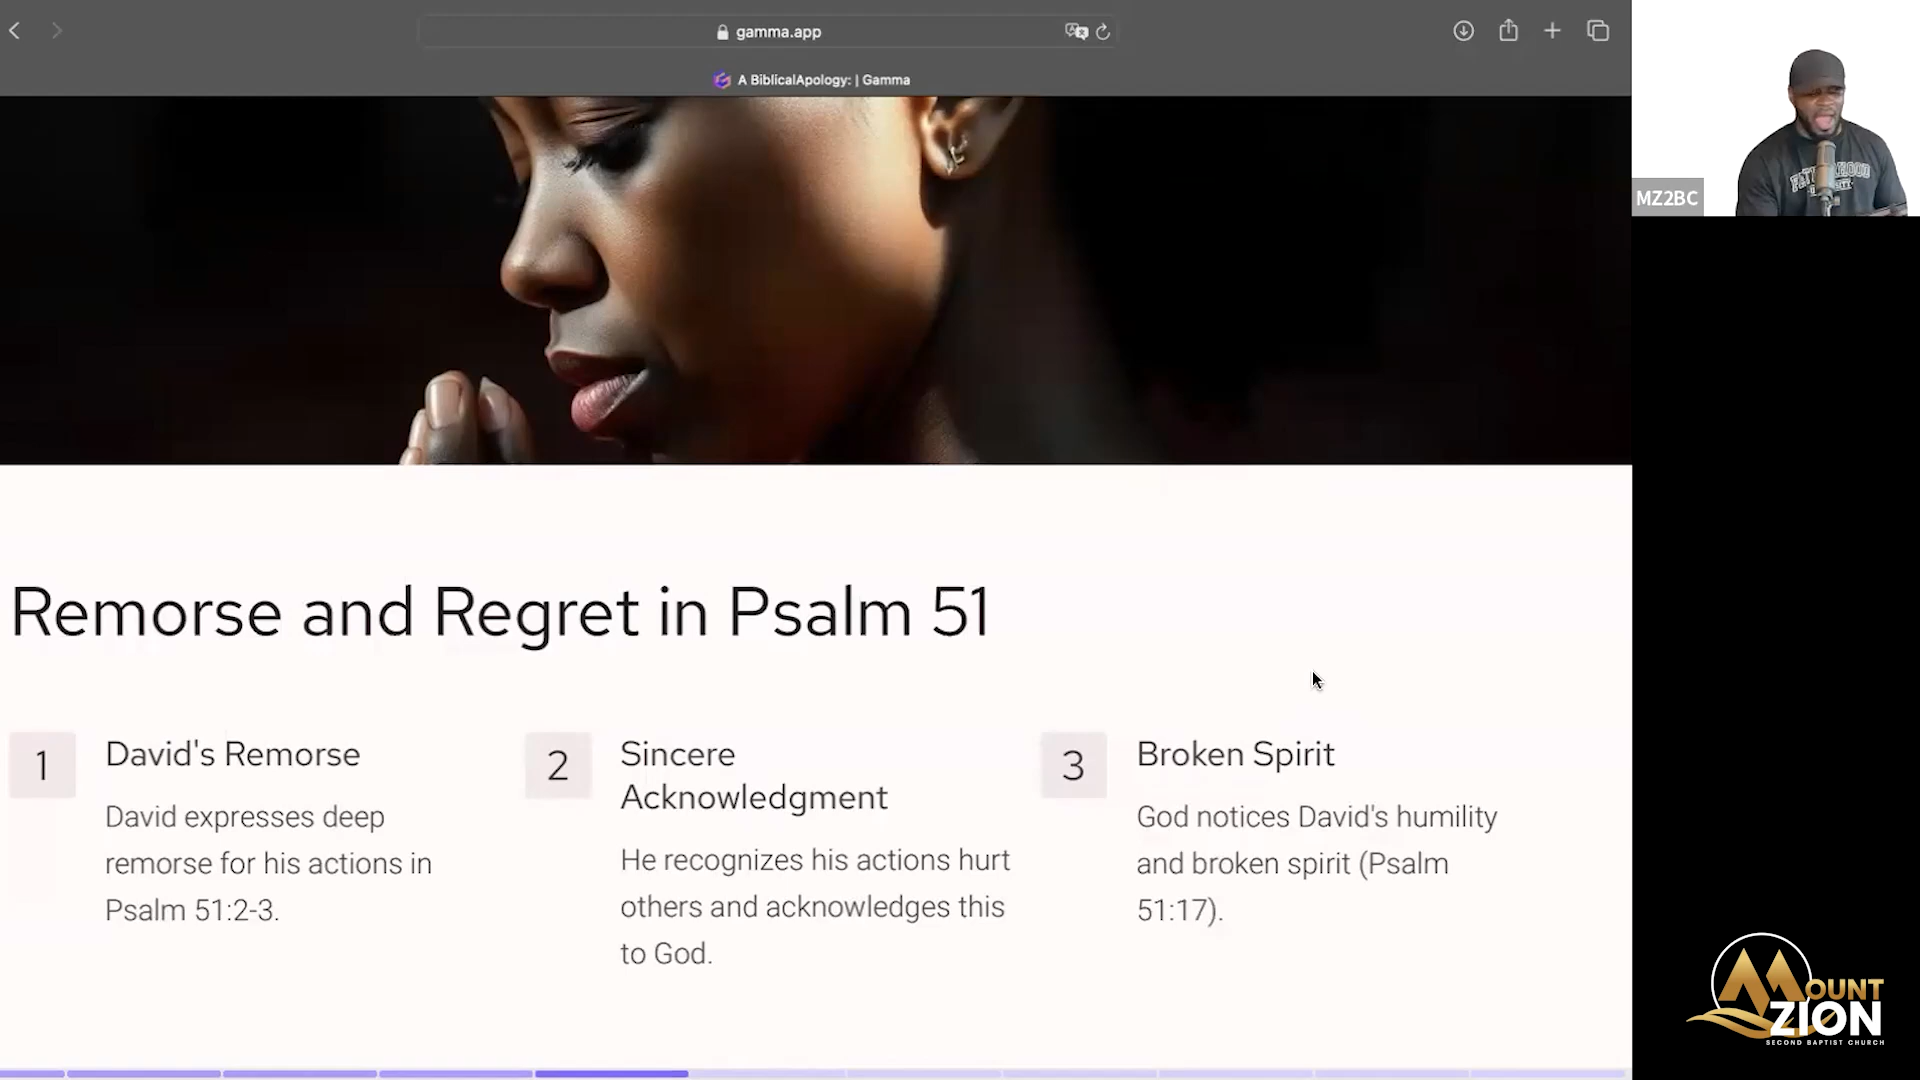 gamma.app
A BiblicalApology: | Gamma
MZ2BC
Remorse and Regret in Psalm 51
1
David's Remorse
David expresses deep
remorse for his actions in
Psalm 51:2-3.
2
Sincere
Acknowledgment
He recognizes his actions hurt
others and acknowledges this
to God.
3
Broken Spirit
God notices David's humility
and broken spirit (Psalm
51:17).
MOUNT
ZION
SECOND BAPTIST CHURCH